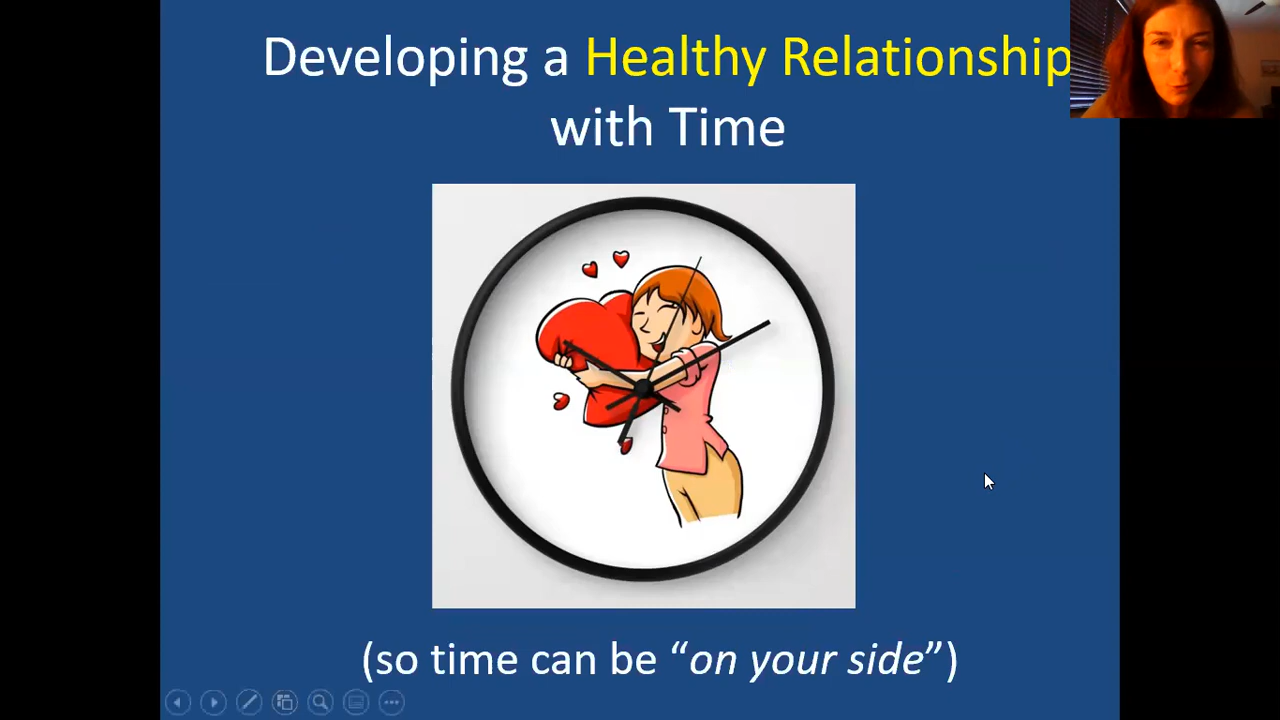 Developing a Healthy Relationship
with Time
(so time can be “on your side”)